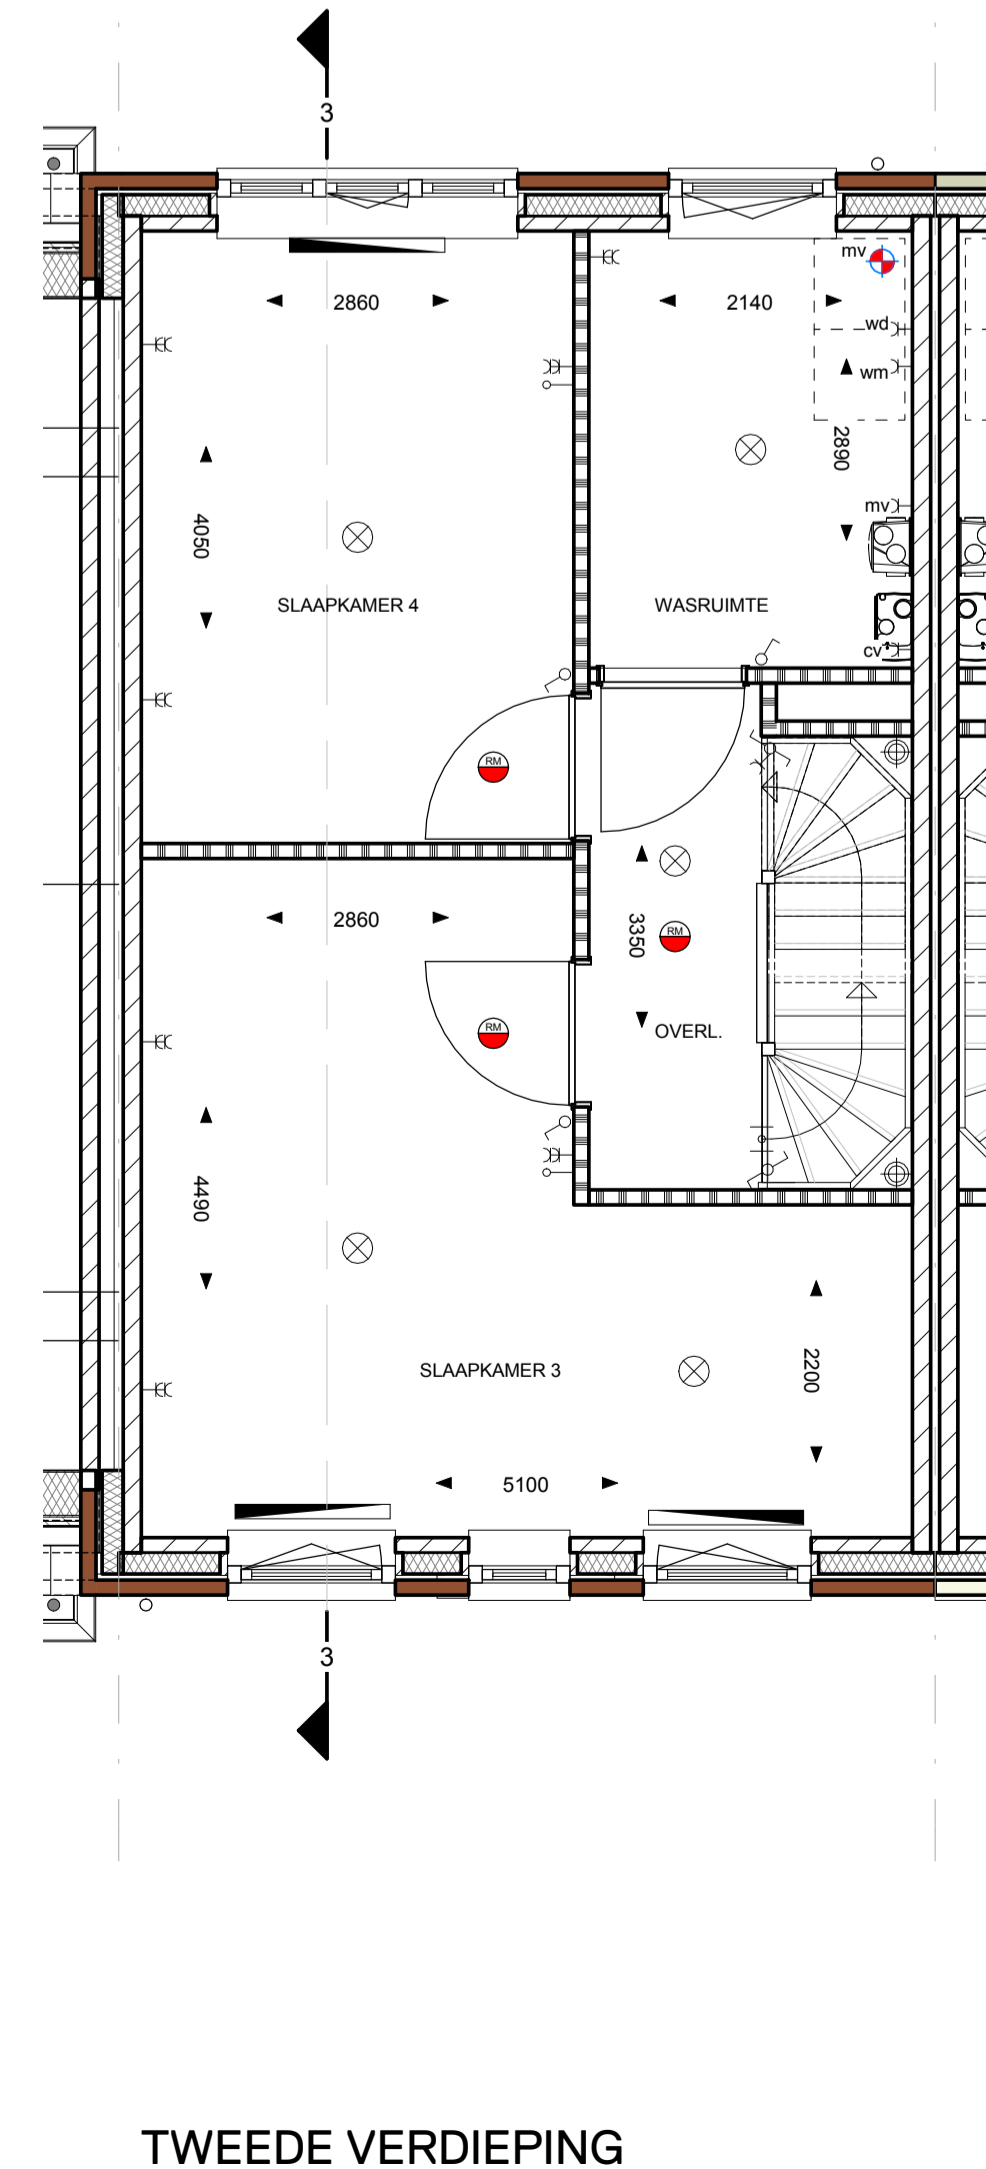 3
mv
2860
2140
wd
wm
2890
4050
mv
SLAAPKAMER 4
WASRUIMTE
cv
RM
2860
3350
RM
RM
OVERL.
4490
SLAAPKAMER 3
2200
5100
3
TWEEDE VERDIEPING